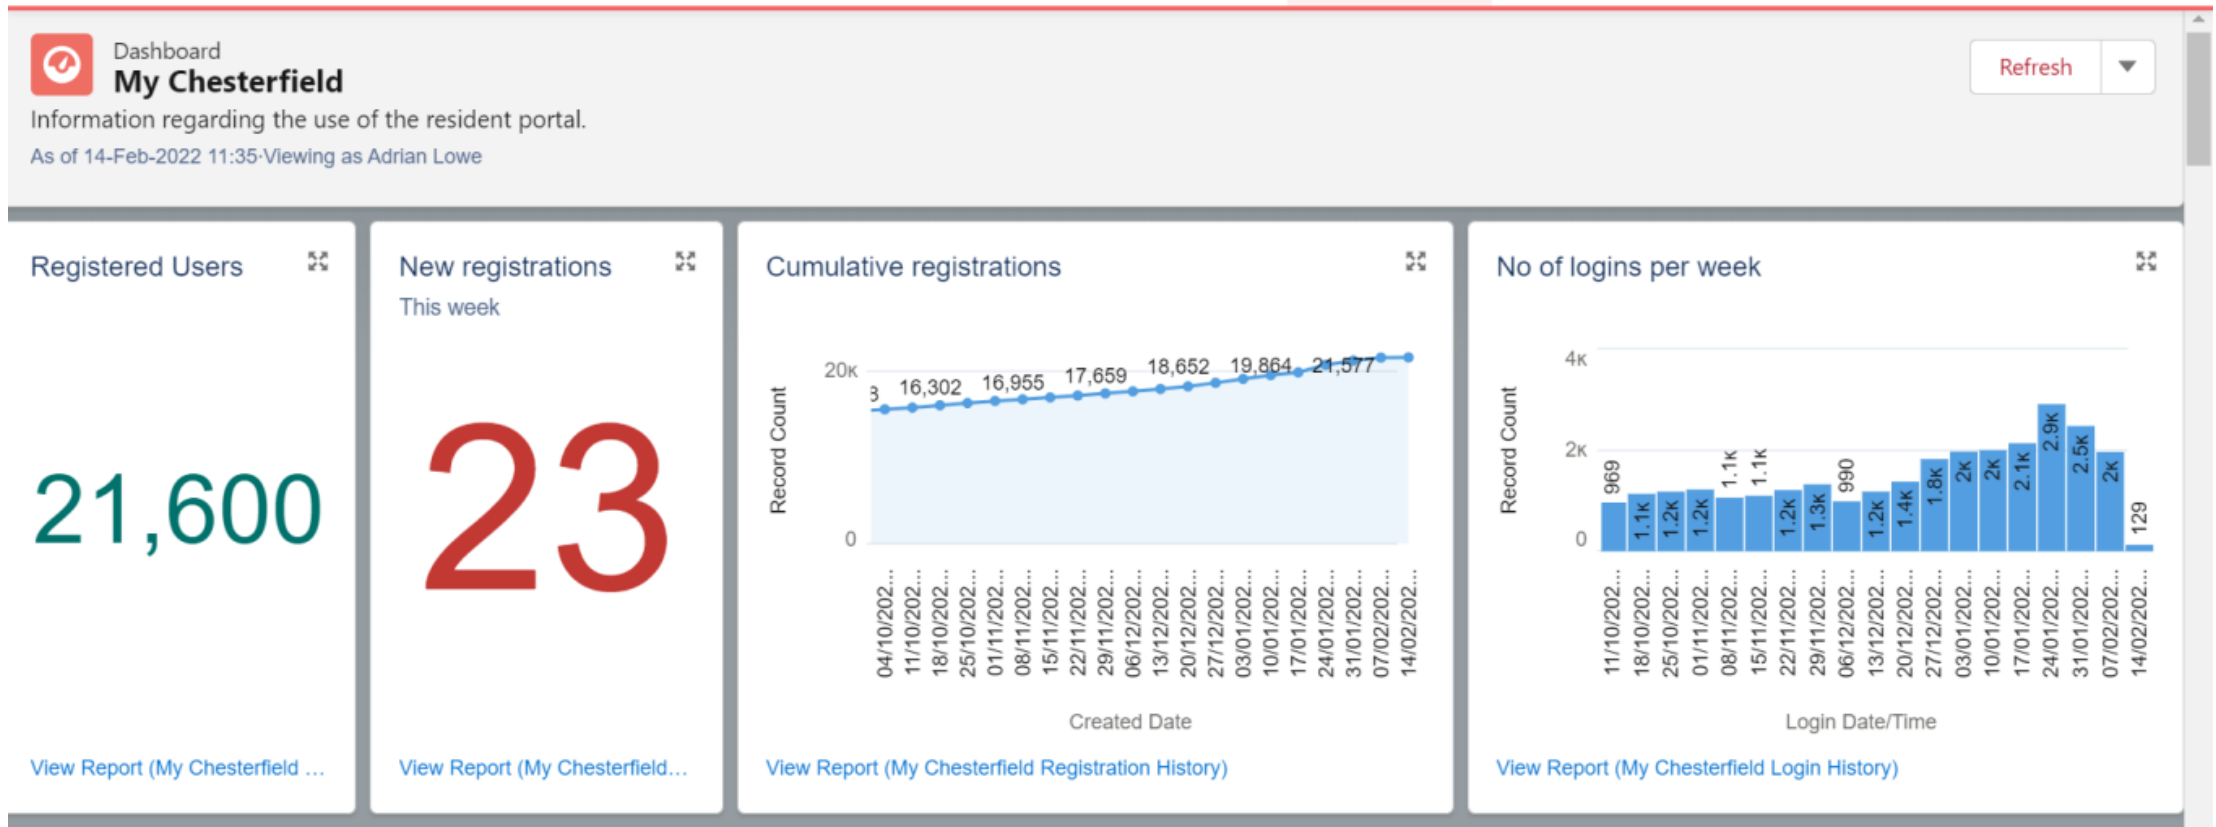 Dashboard
My Chesterfield
Information regarding the use of the resident portal.
As of 14-Feb-2022 11:35·Viewing as Adrian Lowe
Refresh
Registered Users
21,600
View Report (My Chesterfield ...
New registrations
This week
23
View Report (My Chesterfield...
Cumulative registrations
Record Count
20K
0
8
16,302
16,955
17,659
18,652
19,864
21,577
04/10/202...
11/10/202...
18/10/202...
25/10/202...
01/11/202...
08/11/202...
15/11/202...
22/11/202...
29/11/202...
06/12/202...
13/12/202...
20/12/202...
27/12/202...
03/01/202...
10/01/202...
17/01/202...
24/01/202...
31/01/202...
07/02/202...
14/02/202...
Created Date
View Report (My Chesterfield Registration History)
No of logins per week
Record Count
4K
2K
0
969
1.1K
1.2K
1.2K
1.1K
1.1K
1.2K
1.3K
990
1.2K
1.4K
1.8K
2K
2K
2.1K
2.9K
2.5K
2K
129
11/10/202...
18/10/202...
25/10/202...
01/11/202...
08/11/202...
15/11/202...
22/11/202...
29/11/202...
06/12/202...
13/12/202...
20/12/202...
27/12/202...
03/01/202...
10/01/202...
17/01/202...
24/01/202...
31/01/202...
07/02/202...
14/02/202...
Login Date/Time
View Report (My Chesterfield Login History)